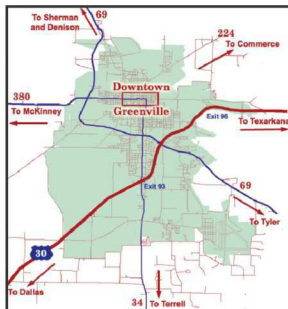 To Sherman
and Denison
69
224
To Commerce
380
To McKinney
Downtown
Greenville
Exit 96
To Texarkana
Exit 93
69
To Tyler
30
To Dallas
34
To Terrell